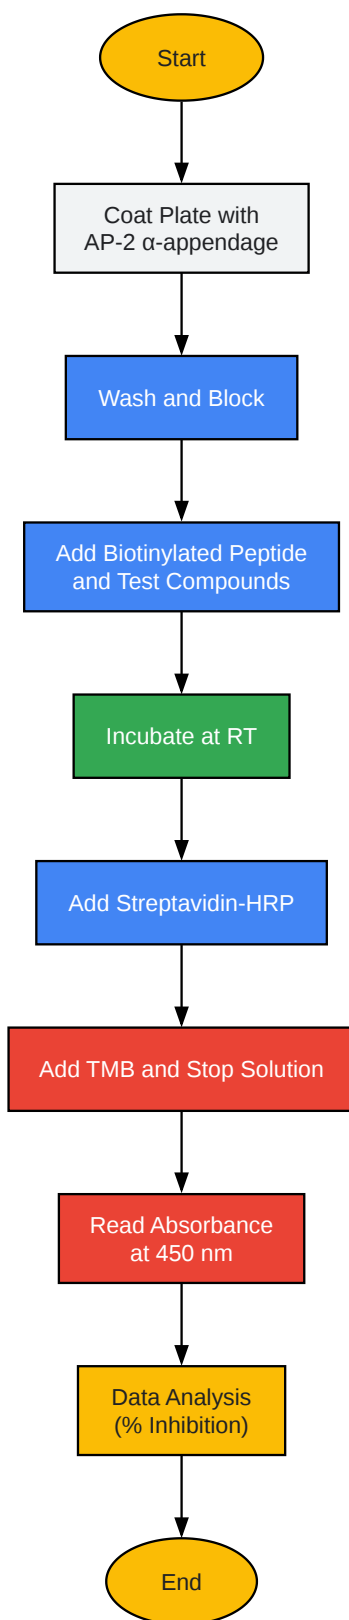 Start
Coat Plate with
AP-2 α-appendage
Wash and Block
Add Biotinylated Peptide
and Test Compounds
Incubate at RT
Add Streptavidin-HRP
Add TMB and Stop Solution
Read Absorbance
at 450 nm
Data Analysis
(% Inhibition)
End